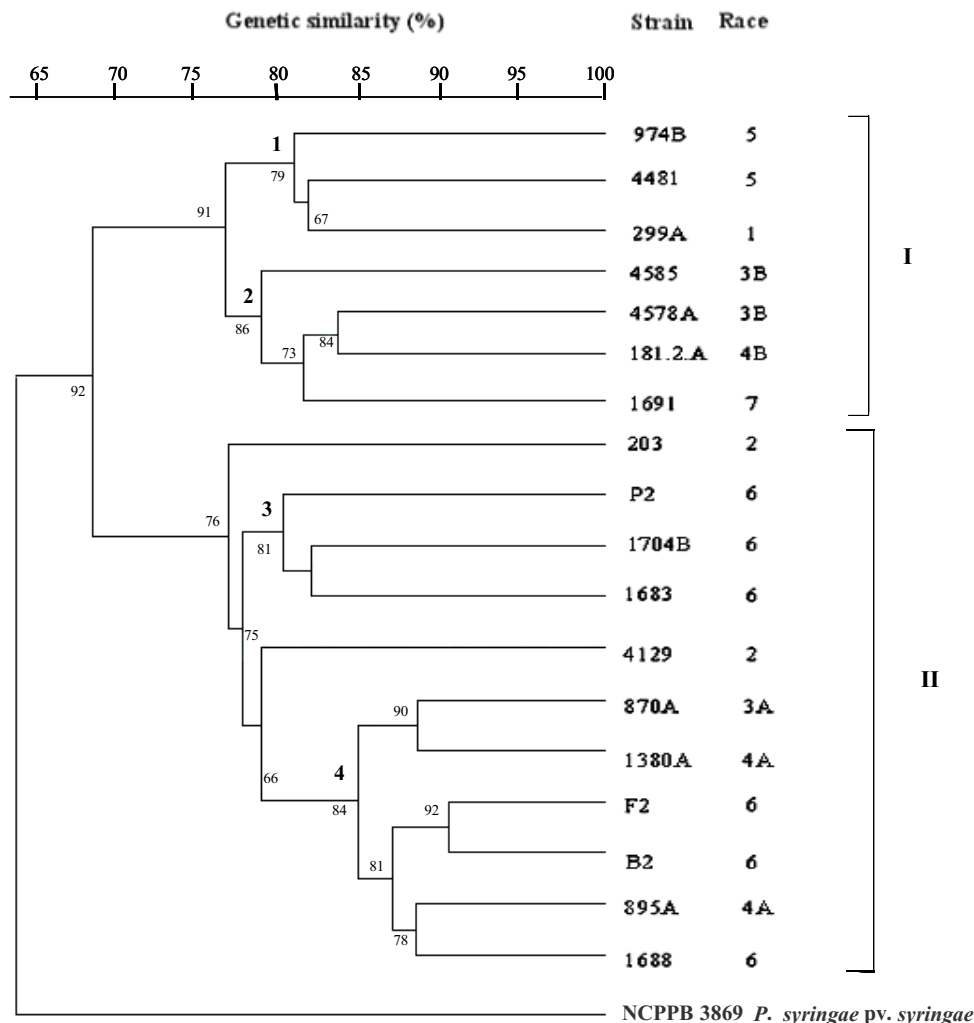 Genetic similarity (%) Strain Race
65 70 75 80 85 90 95 100
1 974B 5
79
4481 5
91
67
299A 1
4585 3B
2
4578A 3B
86
84
73
181.2.A 4B
92
1691 7
I
203 2
P2 6
3
76
81
1704B 6
1683 6
75
4129 2
II
870A 3A
90
1380A 4A
4
66
84
F2 6
92
B2 6
81
895A 4A
78
1688 6
NCPPB 3869 P. syringae pv. syringae